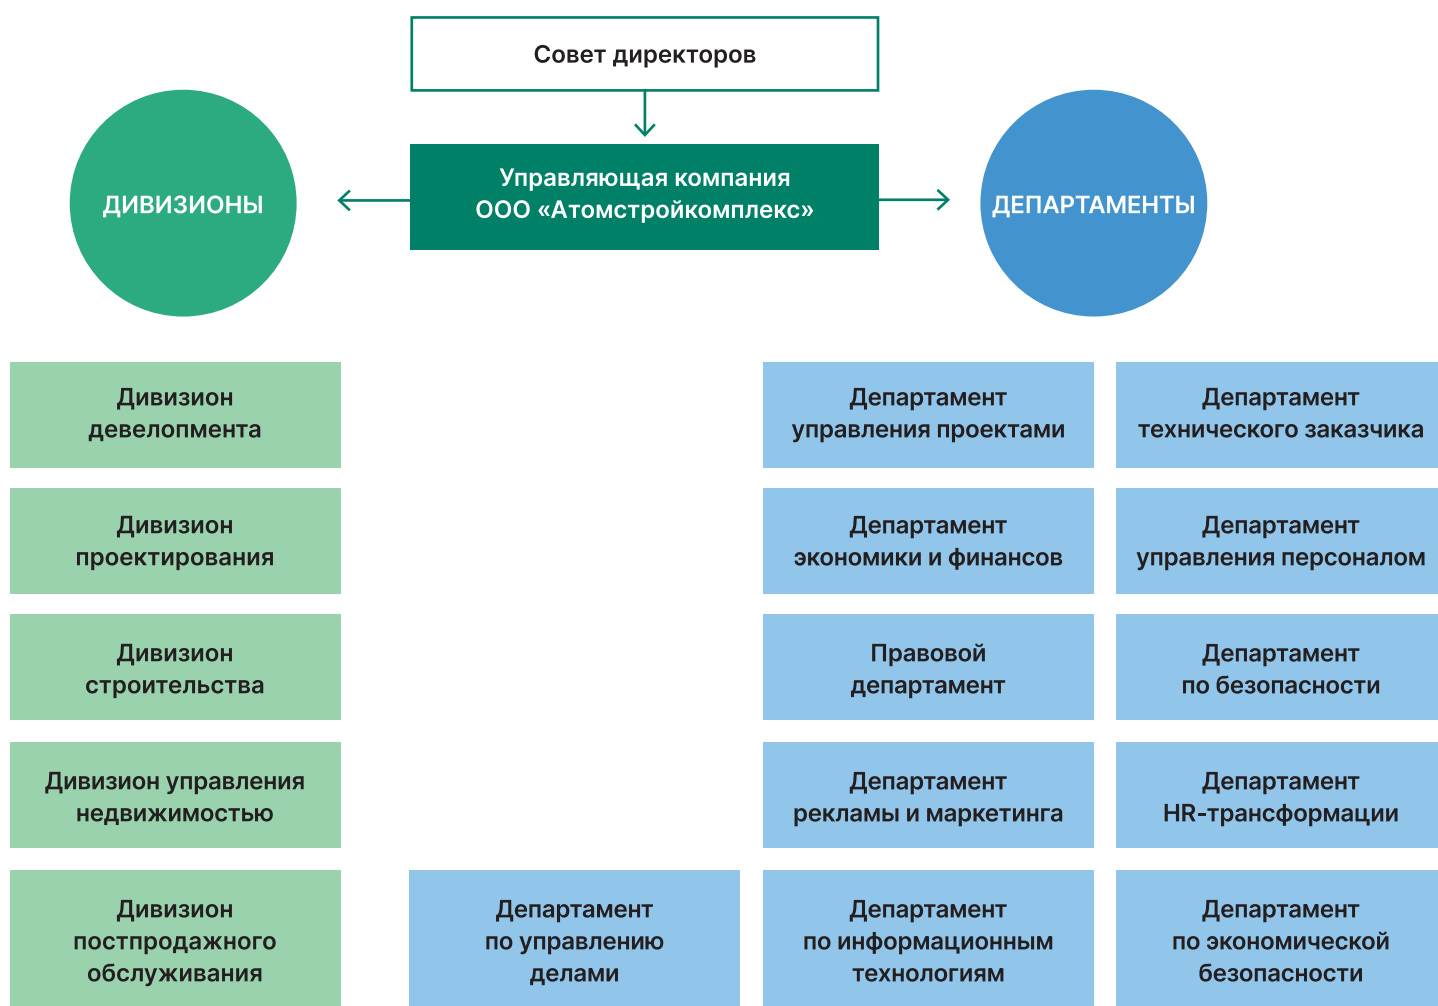 Совет директоров
Управляющая компания
ООО «Атомстройкомплекс»
ДИВИЗИОНЫ
ДЕПАРТАМЕНТЫ
Дивизион
девелопмента
Дивизион
проектирования
Дивизион
строительства
Дивизион управления
недвижимостью
Дивизион
постпродажного
обслуживания
Департамент
по управлению
делами
Департамент
управления проектами
Департамент
экономики и финансов
Правовой
департамент
Департамент
рекламы и маркетинга
Департамент
по информационным
технологиям
Департамент
технического заказчика
Департамент
управления персоналом
Департамент
по безопасности
Департамент
HR-трансформации
Департамент
по экономической
безопасности